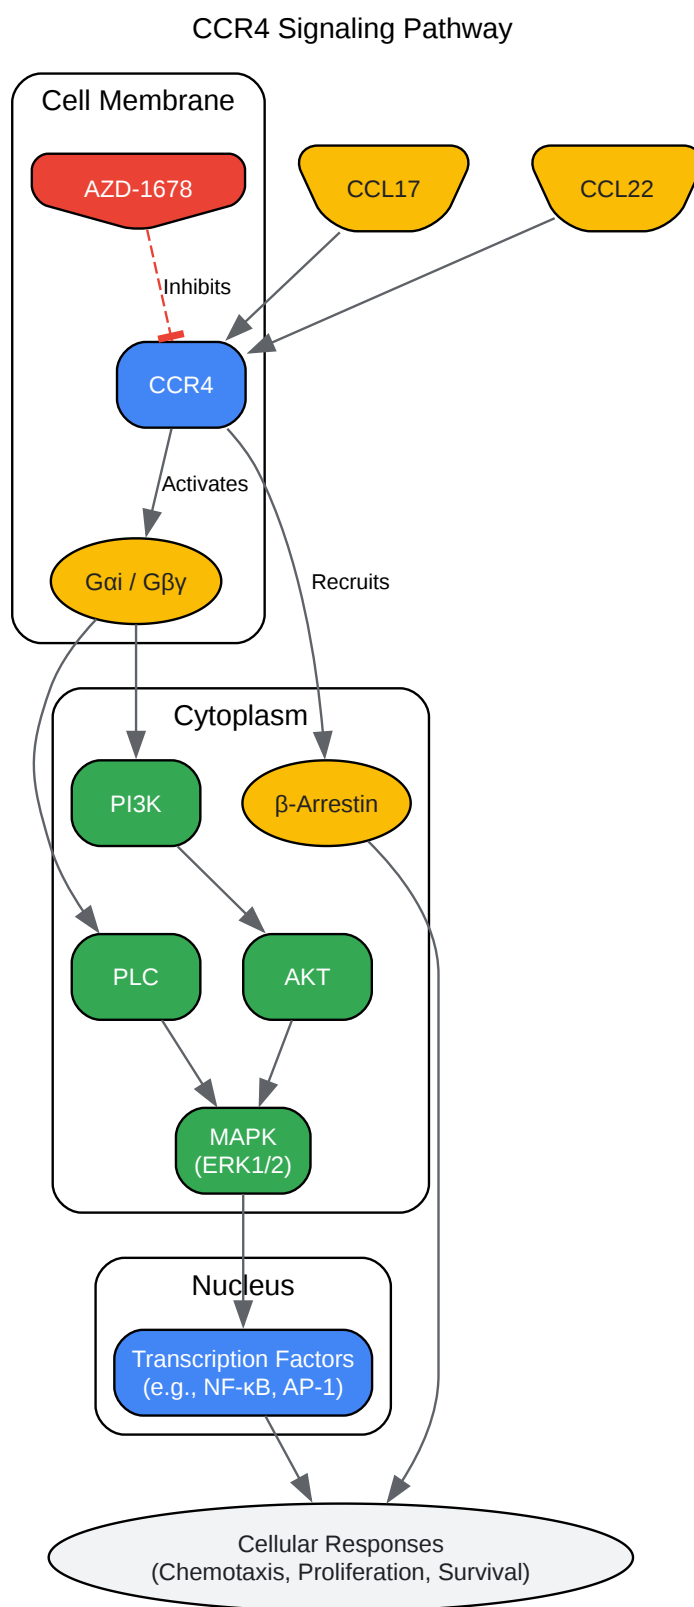 CCR4 Signaling Pathway
Cell Membrane
AZD-1678
CCL17
CCL22
Inhibits
CCR4
Activates
Gαi / Gβγ
Recruits
Cytoplasm
PI3K
β-Arrestin
PLC
AKT
MAPK
(ERK1/2)
Nucleus
Transcription Factors
(e.g., NF-κB, AP-1)
Cellular Responses
(Chemotaxis, Proliferation, Survival)